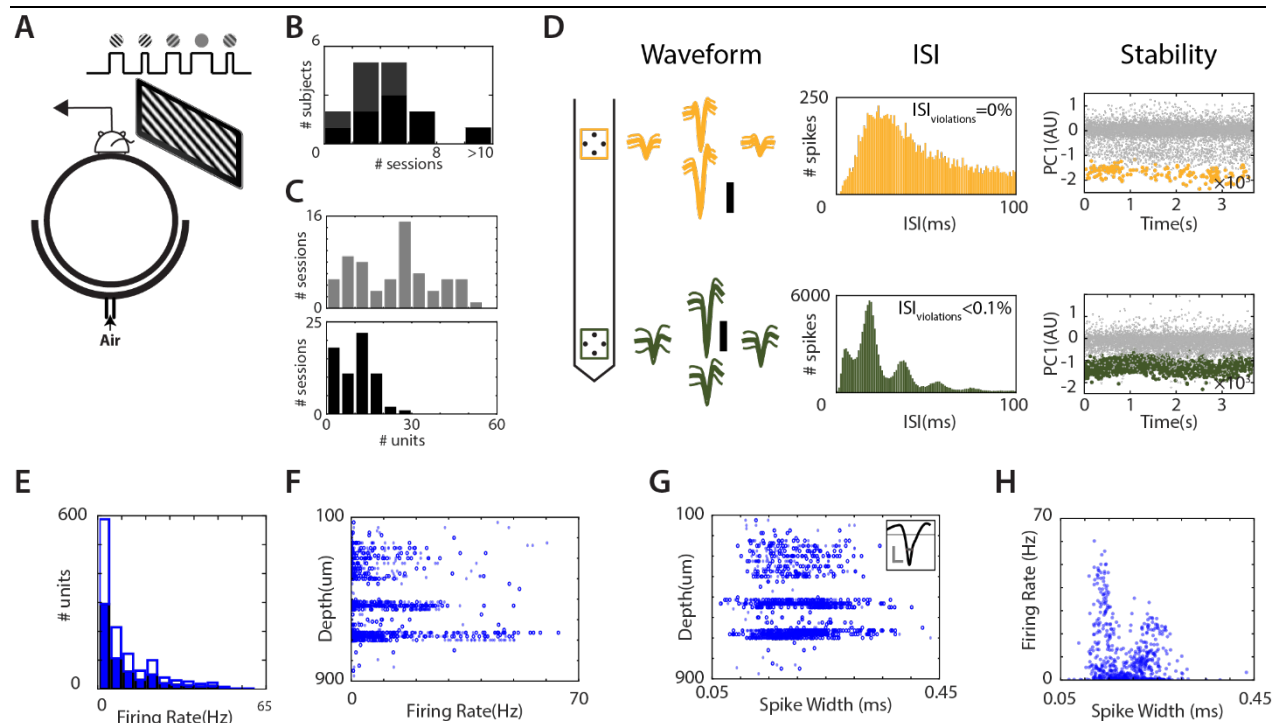 A
Air
B
6
# subjects
0
8
>10
# sessions
C
16
# sessions
0
25
# sessions
0
30
60
# units
D
Waveform
ISI
Stability
250
# spikes
0
ISIviolations=0%
100
ISI(ms)
PC1(AU)
1
0
-1
-2
×10³
0
1
2
3
Time(s)
6000
# spikes
0
ISIviolations<0.1%
100
ISI(ms)
PC1(AU)
1
0
-1
-2
×10³
0
1
2
3
Time(s)
E
600
# units
0
0
65
Firing Rate(Hz)
F
100
Depth(um)
900
0
70
Firing Rate(Hz)
G
100
Depth(um)
900
0.05
0.45
Spike Width (ms)
H
70
Firing Rate (Hz)
0
0.05
0.45
Spike Width (ms)